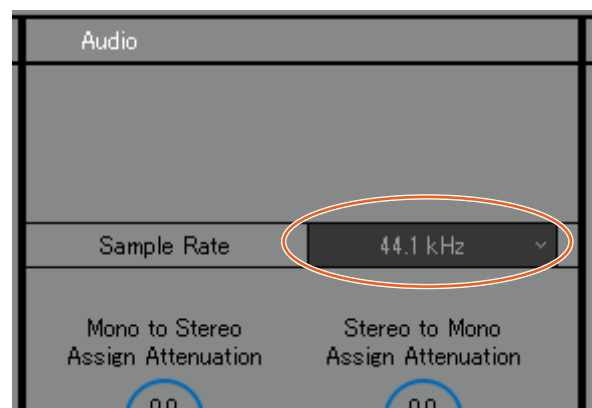 Audio
Sample Rate
44.1 kHz
Mono to Stereo
Assign Attenuation
Stereo to Mono
Assign Attenuation